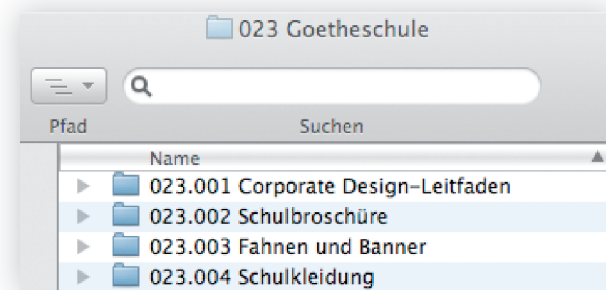 023 Goetheschule
Pfad Suchen
Name
023.001 Corporate Design-Leitfaden
023.002 Schulbroschüre
023.003 Fahnen und Banner
023.004 Schulkleidung